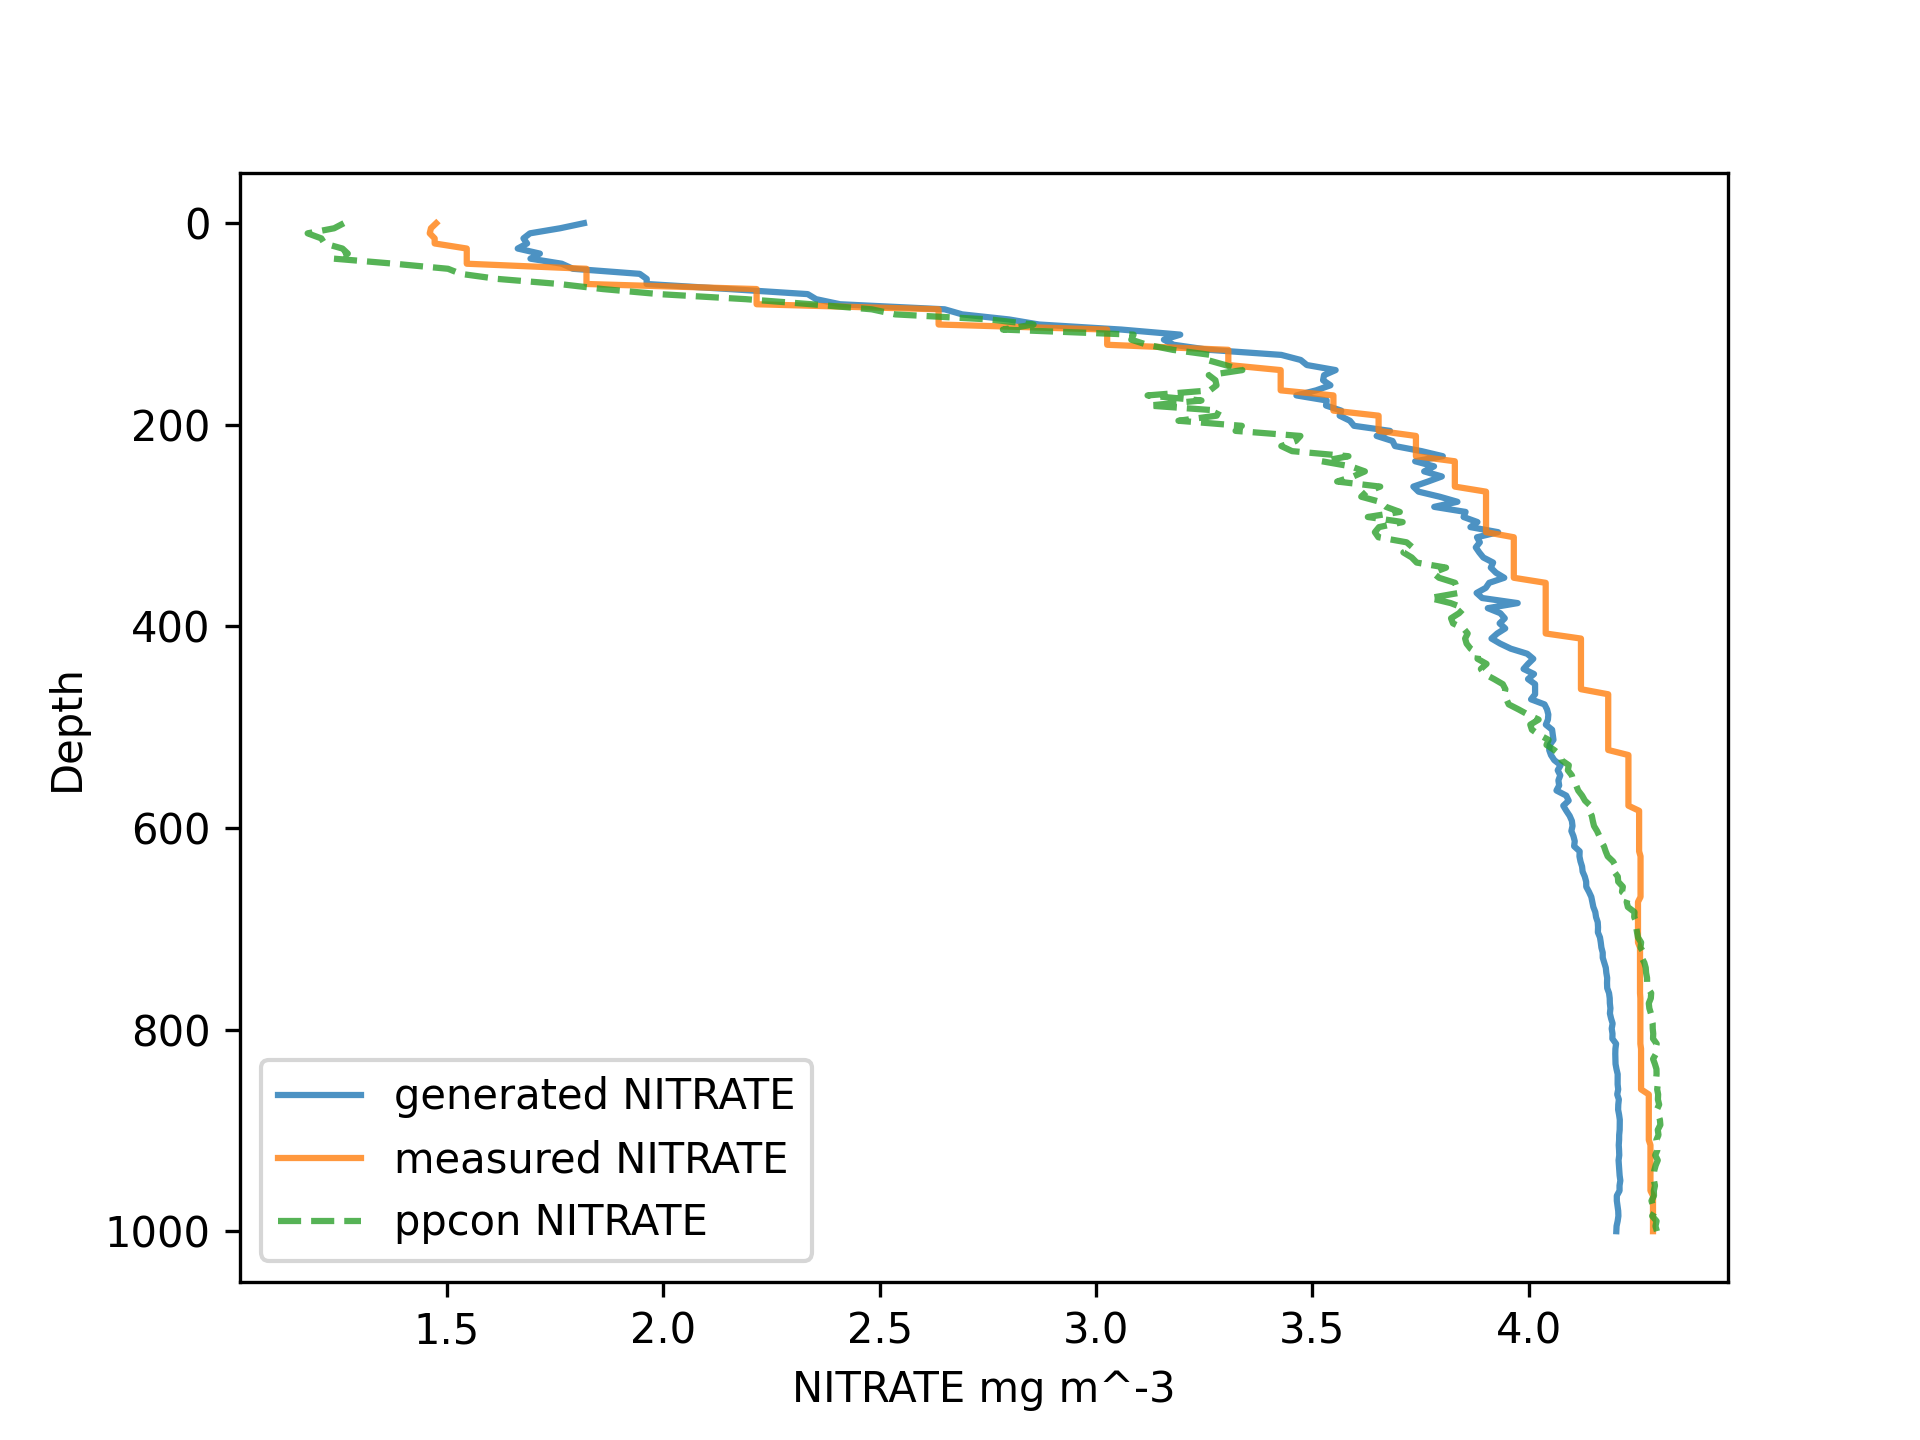 0
200
400
600
800
1000
Depth
generated NITRATE
measured NITRATE
ppcon NITRATE
1.5 2.0 2.5 3.0 3.5 4.0
NITRATE mg m^-3